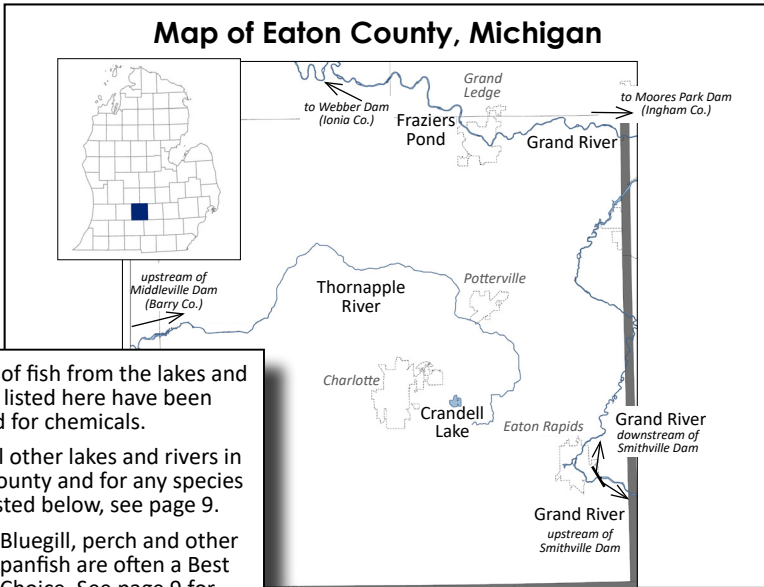 Map of Eaton County, Michigan
Grand
Ledge
to Webber Dam
(Ionia Co.)
to Moores Park Dam
(Ingham Co.)
Fraziers
Pond
Grand River
upstream of
Middleville Dam
(Barry Co.)
Thornapple
River
Potterville
Charlotte
Crandell
Lake
Eaton Rapids
Grand River
downstream of
Smithville Dam
Grand River
upstream of
Smithville Dam
of fish from the lakes and
listed here have been
d for chemicals.
l other lakes and rivers in
ounty and for any species
sted below, see page 9.
Bluegill, perch and other
panfish are often a Best
Choice. See page 9 for